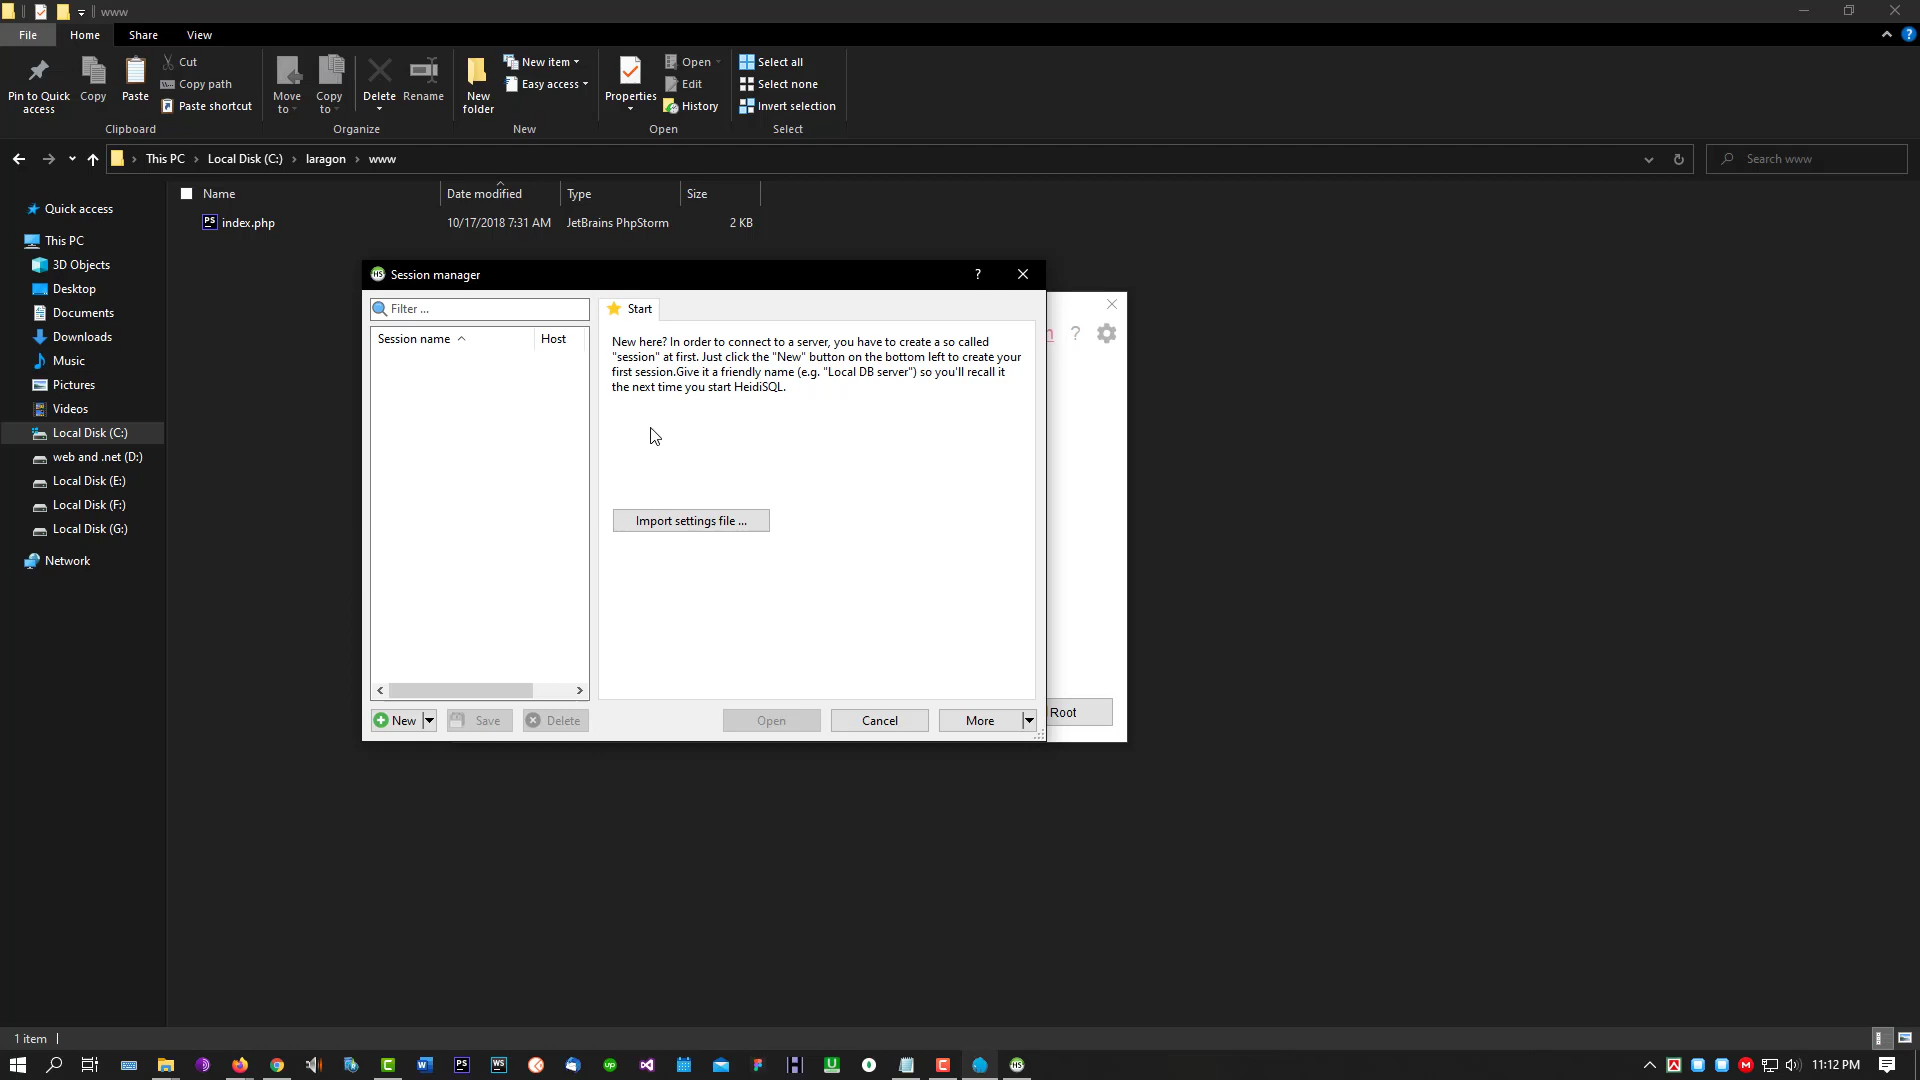 www
File
Home
Share
View
Pin to Quick
access
Copy
Paste
Cut
Copy path
Paste shortcut
Clipboard
Move
to
Copy
to
Delete
Rename
Organize
New
folder
New item
Easy access
New
Properties
Open
Edit
History
Open
Select all
Select none
Invert selection
Select
This PC
Local Disk (C:)
laragon
www
Search www
Name
Date modified
Type
Size
index.php
10/17/2018 7:31 AM
JetBrains PhpStorm
2 KB
Quick access
This PC
3D Objects
Desktop
Documents
Downloads
Music
Pictures
Videos
Local Disk (C:)
web and .net (D:)
Local Disk (E:)
Local Disk (F:)
Local Disk (G:)
Network
HS
Session manager
?
Filter ...
Start
Session name
Host
New here? In order to connect to a server, you have to create a so called
"session" at first. Just click the "New" button on the bottom left to create your
first session.Give it a friendly name (e.g. "Local DB server") so you'll recall it
the next time you start HeidiSQL.
Import settings file ...
New
Save
Delete
Open
Cancel
More
?
Root
1 item
11:12 PM